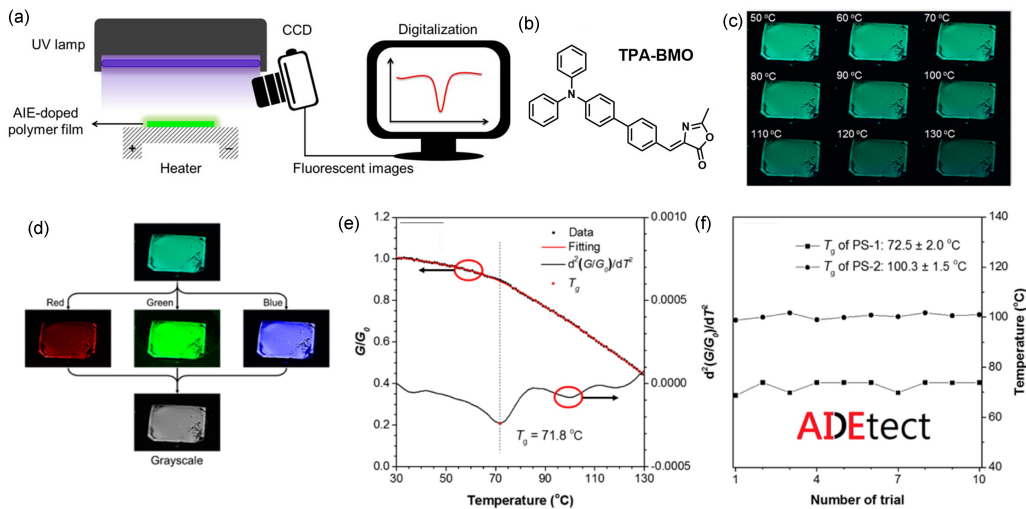 (a)
UV lamp
CCD
Digitalization
AIE-doped
polymer film
+
−
Heater
Fluorescent images
(b)
TPA-BMO
N
N
O
O
(c)
50 °C
60 °C
70 °C
80 °C
90 °C
100 °C
110 °C
120 °C
130 °C
(d)
Red
Green
Blue
Grayscale
(e)
1.2
1.0
0.8
0.6
0.4
0.2
0.0
G/G0
0.0010
0.0005
0.0000
-0.0005
d²(G/G0)/dT²
Data
Fitting
d²(G/G0)/dT²
Tg
Tg = 71.8 °C
30
50
70
90
110
130
Temperature (°C)
(f)
Tg of PS-1: 72.5 ± 2.0 °C
Tg of PS-2: 100.3 ± 1.5 °C
140
120
100
80
60
40
Temperature (°C)
AIDEtect
1
4
7
10
Number of trial